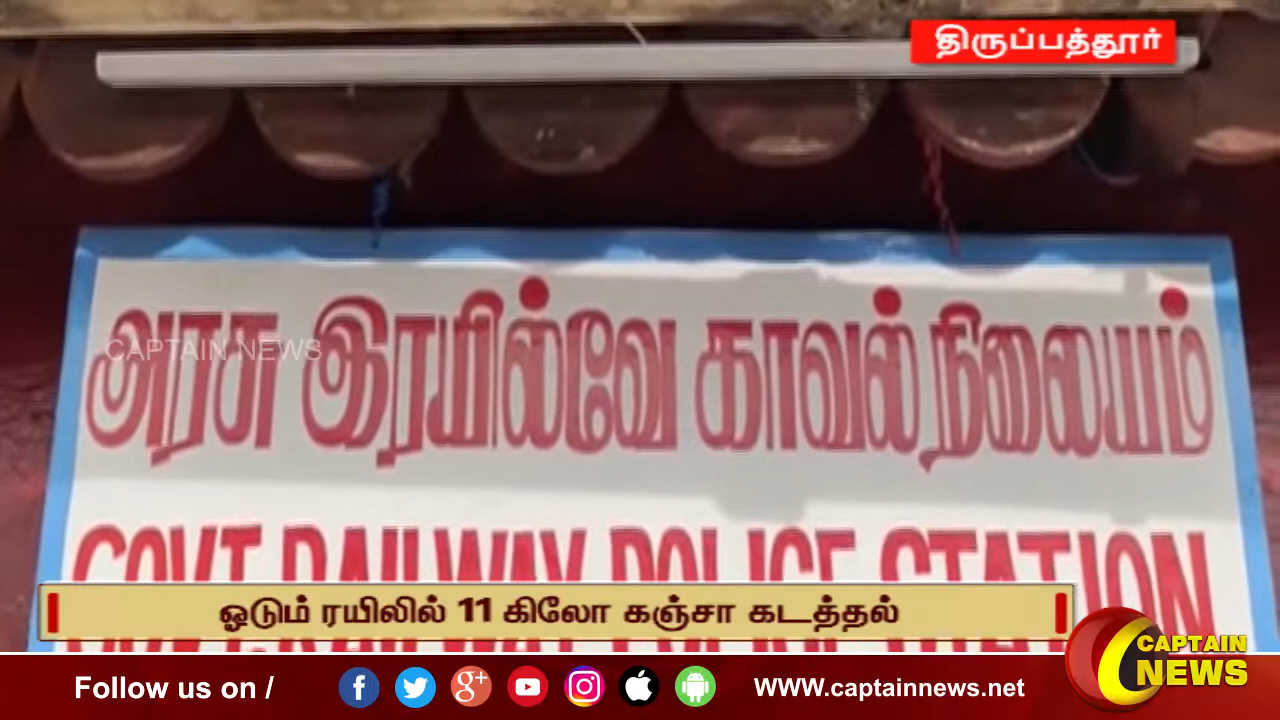 திருப்பத்தூர்
அரசு இரயில்வே காவல் நிலையம்
CAPTAIN NEWS
GOVT.RAILWAY POLICE STATION
ஓடும் ரயிலில் 11 கிலோ கஞ்சா கடத்தல்
CAPTAIN
NEWS
Follow us on / WWW.captainnews.net